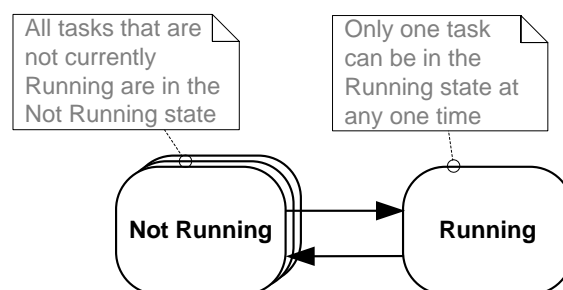 All tasks that are
not currently
Running are in the
Not Running state
Only one task
can be in the
Running state at
any one time
Not Running
Running